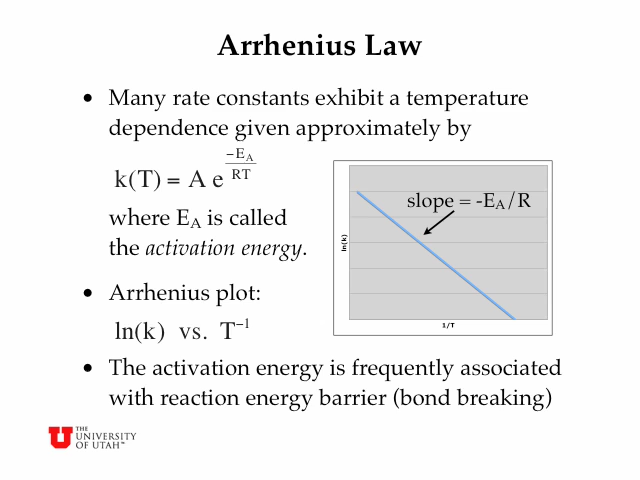 Arrhenius Law
• Many rate constants exhibit a temperature
dependence given approximately by
k(T) = A e^(−E_A/RT)
where E_A is called
the activation energy.
slope = -E_A/R
ln(k)
1/T
• Arrhenius plot:
ln(k) vs. T⁻¹
• The activation energy is frequently associated
with reaction energy barrier (bond breaking)
THE
UNIVERSITY
OF UTAH™